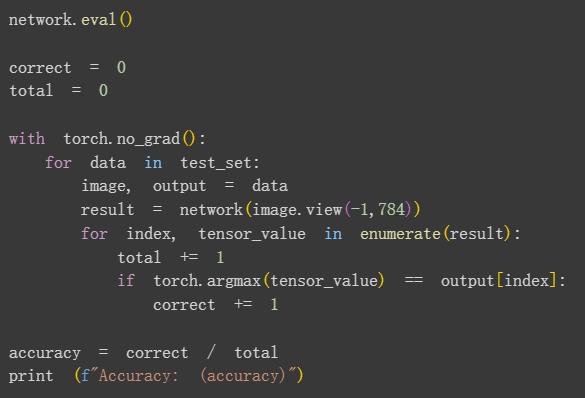 network.eval()
correct = 0
total = 0
with torch.no_grad():
    for data in test_set:
        image, output = data
        result = network(image.view(-1,784))
        for index, tensor_value in enumerate(result):
            total += 1
            if torch.argmax(tensor_value) == output[index]:
                correct += 1
accuracy = correct / total
print (f"Accuracy: (accuracy)")